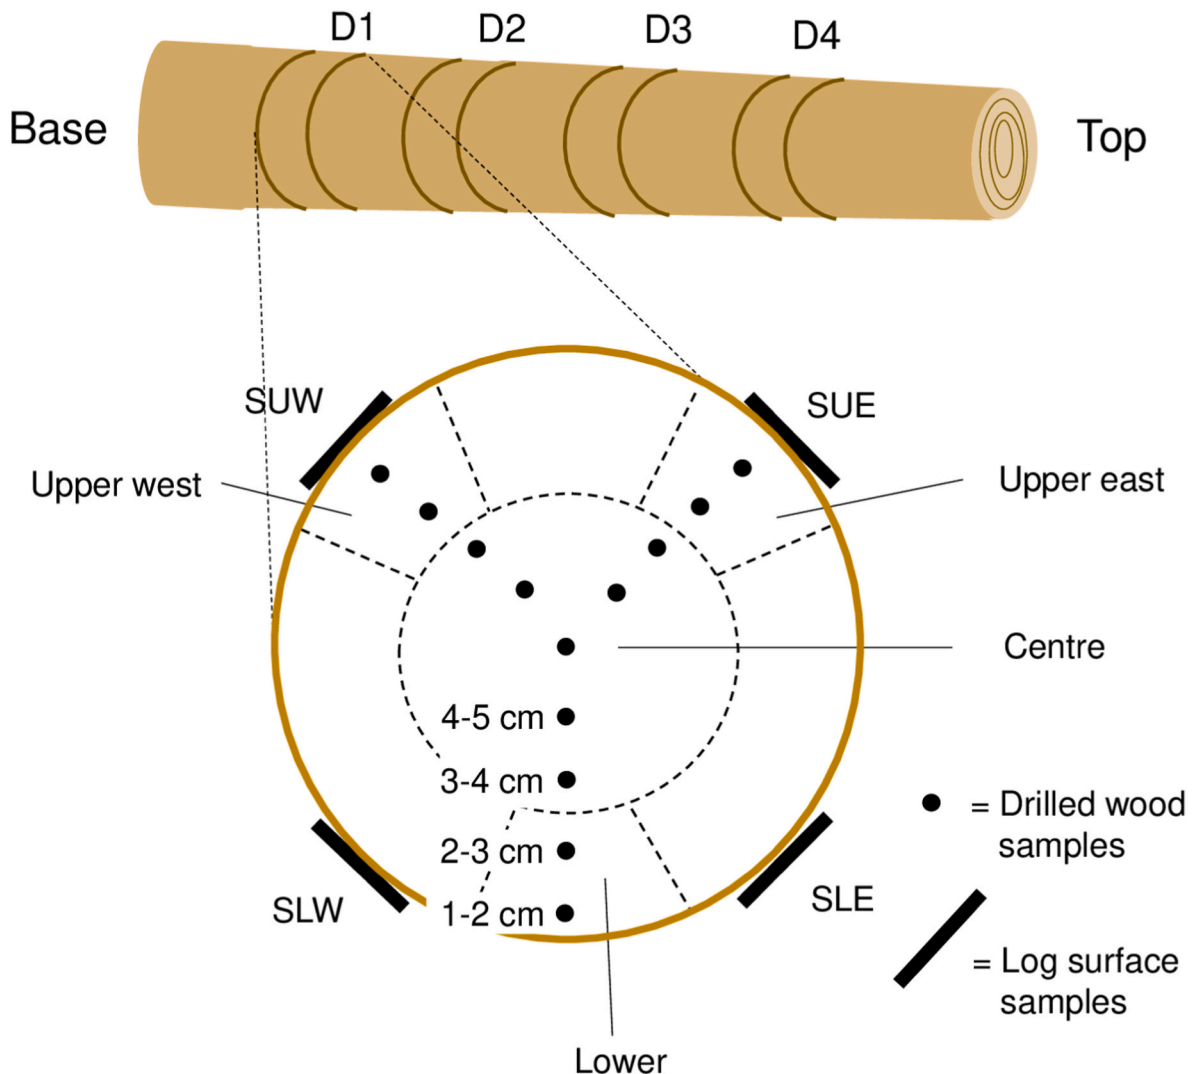 D1
D2
D3
D4
Base
Top
SUW
SUE
Upper west
Upper east
Centre
4-5 cm
3-4 cm
= Drilled wood
samples
2-3 cm
SLW
1-2 cm
SLE
= Log surface
samples
Lower